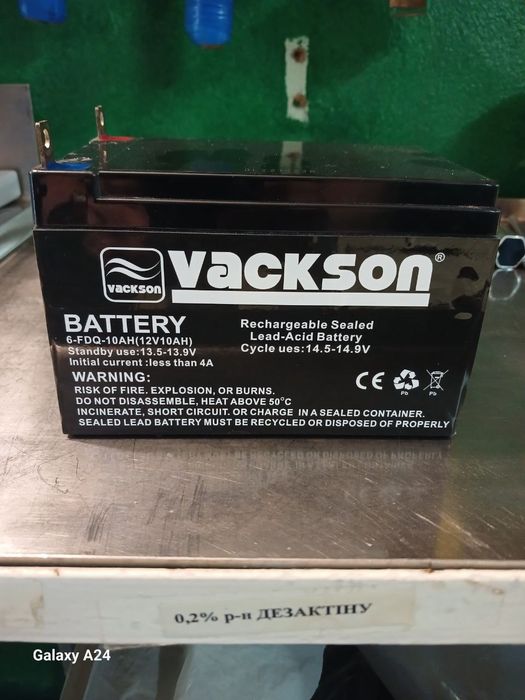 VACKSON
vackson®
BATTERY
6-FDQ-10AH(12V10AH)
Standby use:13.5-13.9V
Initial current :less than 4A
Rechargeable Sealed
Lead-Acid Battery
Cycle ues:14.5-14.9V
WARNING:
RISK OF FIRE. EXPLOSION, OR BURNS.
DO NOT DISASSEMBLE, HEAT ABOVE 50°C
INCINERATE, SHORT CIRCUIT. OR CHARGE IN A SEALED CONTAINER.
SEALED LEAD BATTERY MUST BE RECYCLED OR DISPOSED OF PROPERLY
CE
Pb Pb
0,2% р-н ДЕЗАКТІНУ
Galaxy A24